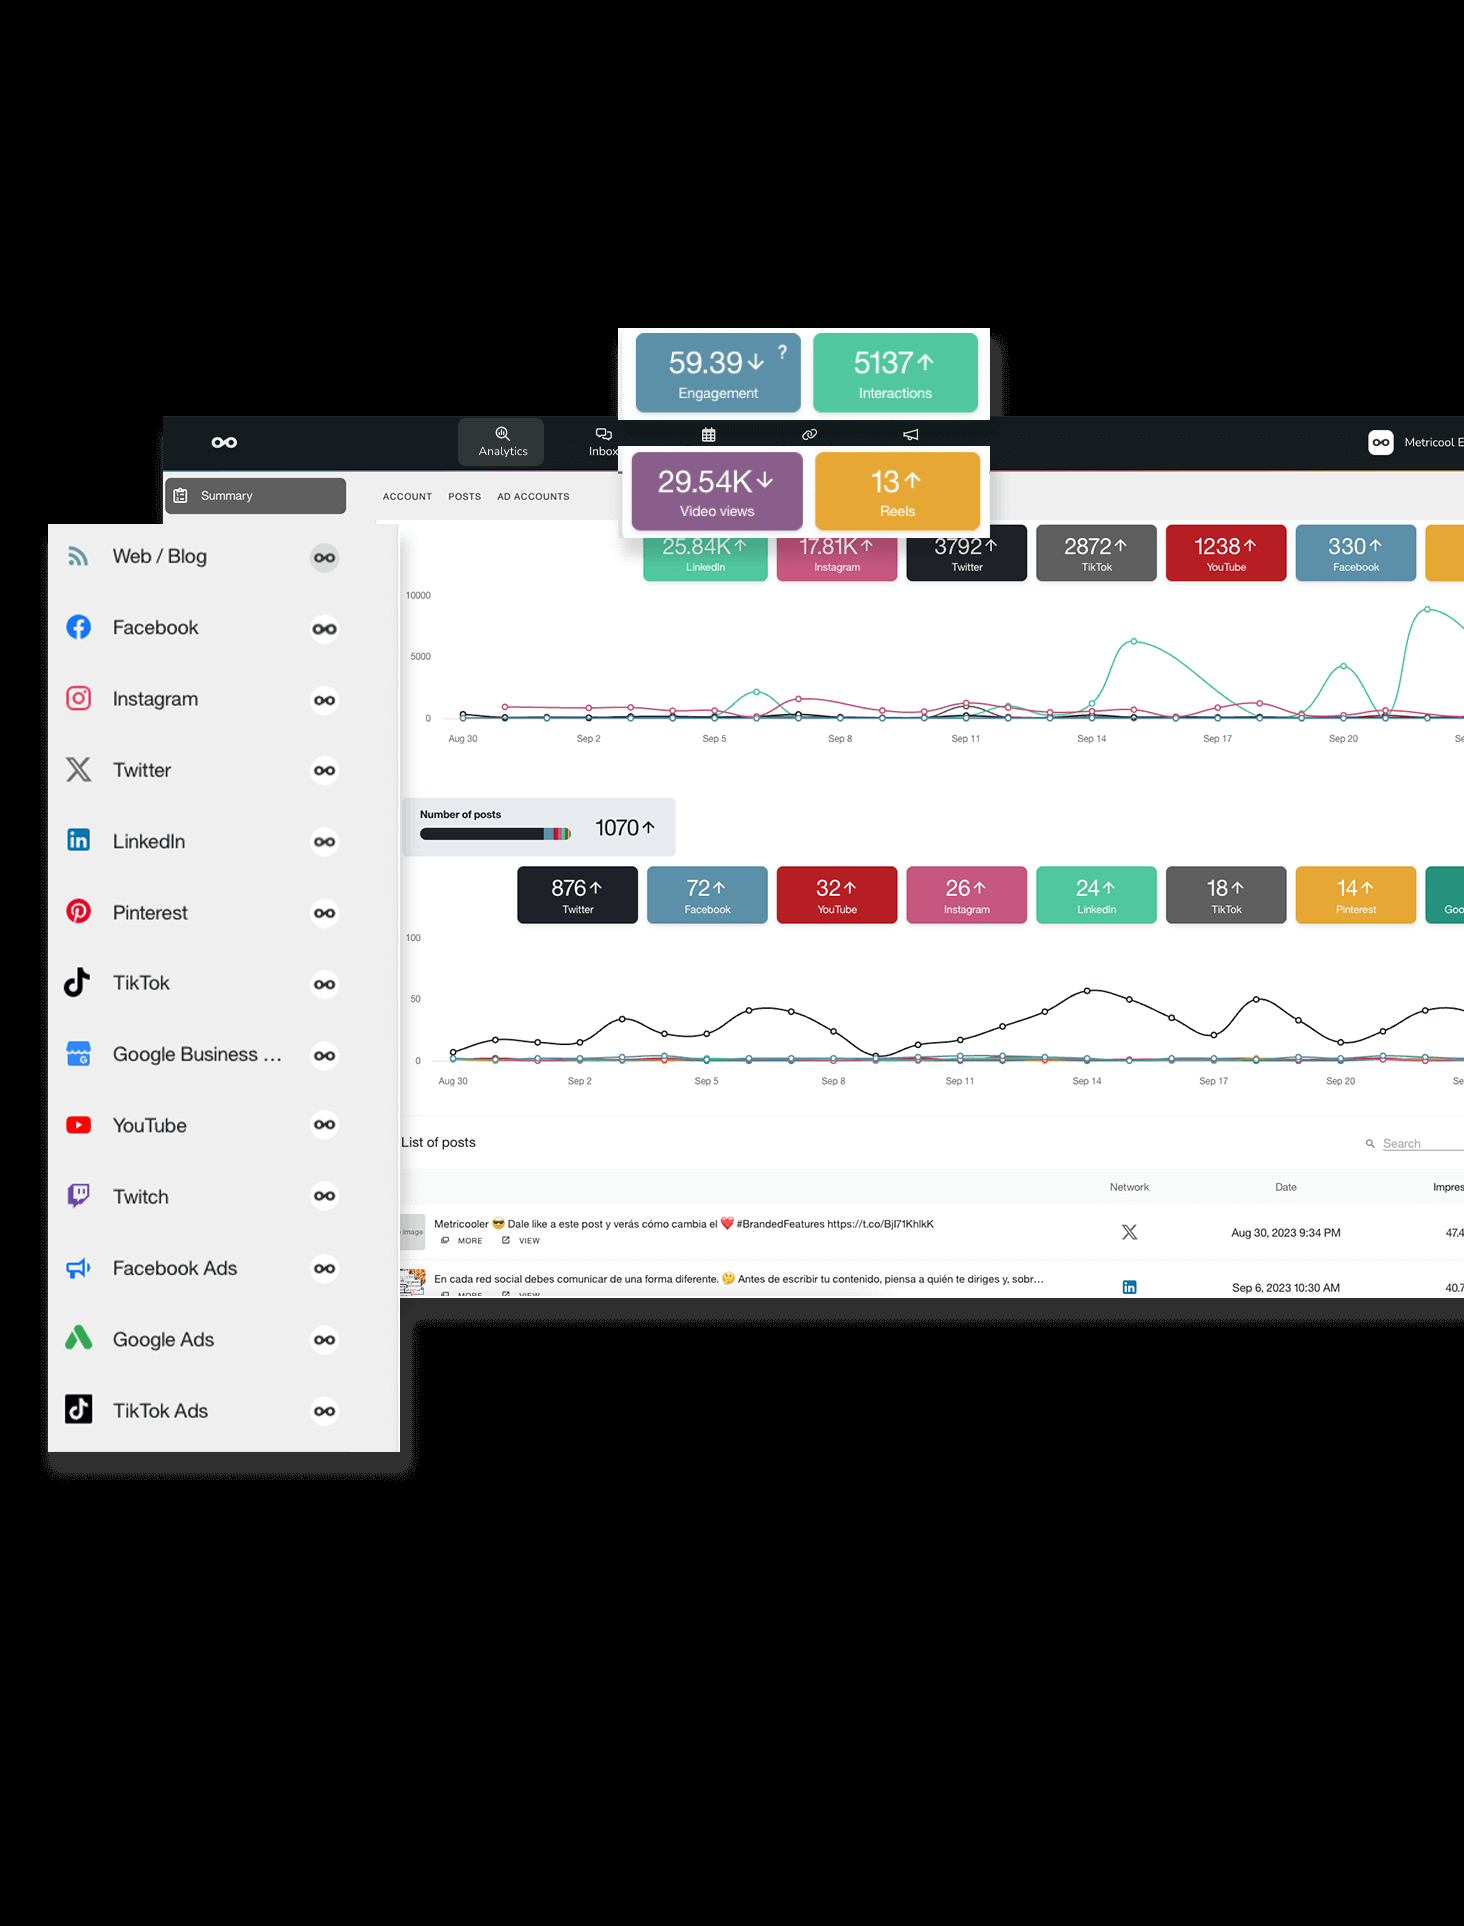 59.39 ?
Engagement
5137
Interactions
Analytics
Inbox
Metricool E
29.54K
Video views
13
Reels
Summary
ACCOUNT POSTS AD ACCOUNTS
25.84K
LinkedIn
17.81K
Instagram
3792
Twitter
2872
TikTok
1238
YouTube
330
Facebook
Web / Blog
Facebook
Instagram
Twitter
LinkedIn
Pinterest
TikTok
Google Business ...
YouTube
Twitch
Facebook Ads
Google Ads
TikTok Ads
10000
5000
0
Aug 30 Sep 2 Sep 5 Sep 8 Sep 11 Sep 14 Sep 17 Sep 20 Se
Number of posts
1070
876
Twitter
72
Facebook
32
YouTube
26
Instagram
24
LinkedIn
18
TikTok
14
Pinterest
Goo
100
50
0
Aug 30 Sep 2 Sep 5 Sep 8 Sep 11 Sep 14 Sep 17 Sep 20 Se
List of posts
Search
Network Date Impres
image
Metricooler 😎 Dale like a este post y verás cómo cambia el ❤️ #BrandedFeatures https://t.co/BjI71KhlkK
MORE VIEW
Aug 30, 2023 9:34 PM 47.4
En cada red social debes comunicar de una forma diferente. 🤔 Antes de escribir tu contenido, piensa a quién te diriges y, sobr...
MORE VIEW
Sep 6, 2023 10:30 AM 40.7